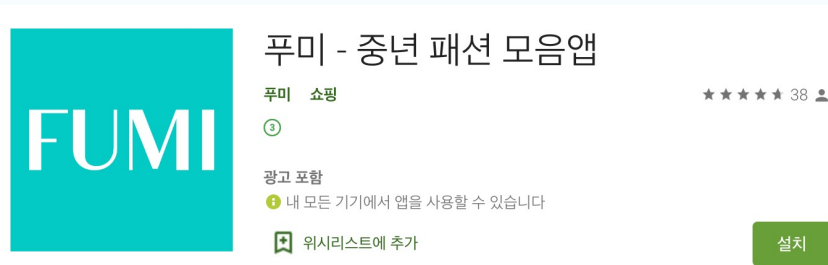 FUMI
푸미 - 중년 패션 모음앱
푸미 쇼핑
38
3
광고 포함
내 모든 기기에서 앱을 사용할 수 있습니다
위시리스트에 추가
설치